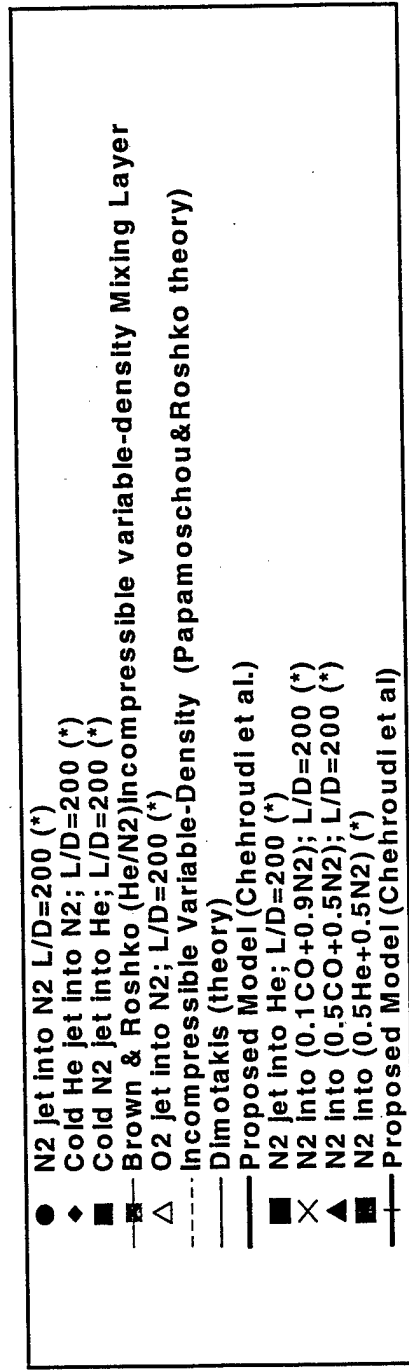 N2 jet into N2 L/D=200 (*)
Cold He jet into N2; L/D=200 (*)
Cold N2 jet into He; L/D=200 (*)
Brown & Roshko (He/N2)Incompressible variable-density Mixing Layer
O2 jet into N2; L/D=200 (*)
Incompressible Variable-Density (Papamoschou&Roshko theory)
Dimotakis (theory)
Proposed Model (Chehroudi et al.)
N2 jet into He; L/D=200 (*)
N2 into (0.1CO+0.9N2); L/D=200 (*)
N2 into (0.5CO+0.5N2); L/D=200 (*)
N2 into (0.5He+0.5N2) (*)
Proposed Model (Chehroudi et al)